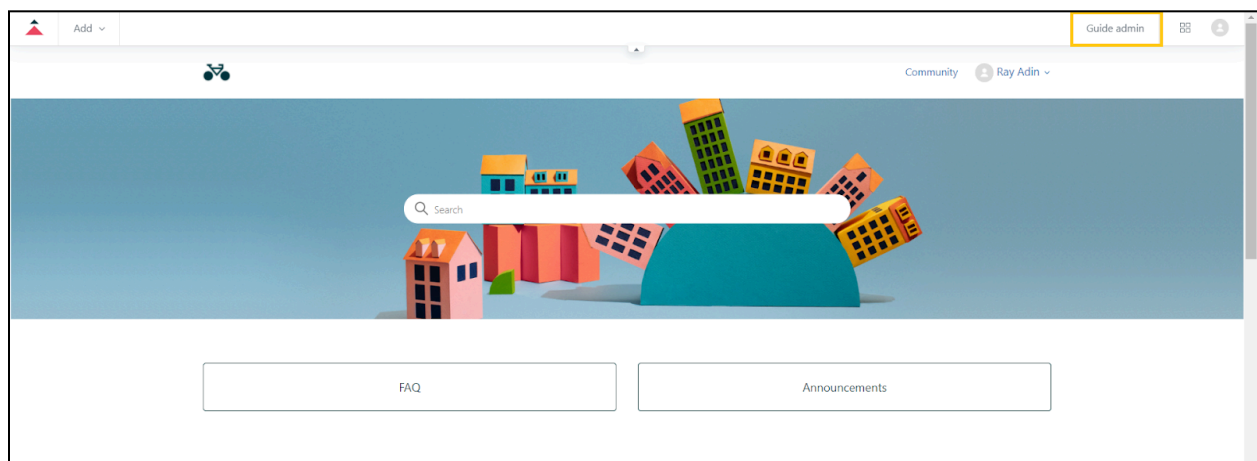 Add
Guide admin
Community
Ray Adin
Search
FAQ
Announcements